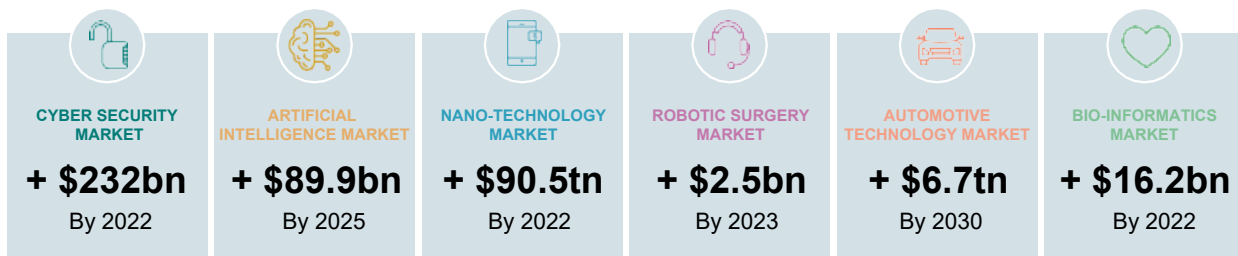 CYBER SECURITY
MARKET
+ $232bn
By 2022
ARTIFICIAL
INTELLIGENCE MARKET
+ $89.9bn
By 2025
NANO-TECHNOLOGY
MARKET
+ $90.5tn
By 2022
ROBOTIC SURGERY
MARKET
+ $2.5bn
By 2023
AUTOMOTIVE
TECHNOLOGY MARKET
+ $6.7tn
By 2030
BIO-INFORMATICS
MARKET
+ $16.2bn
By 2022